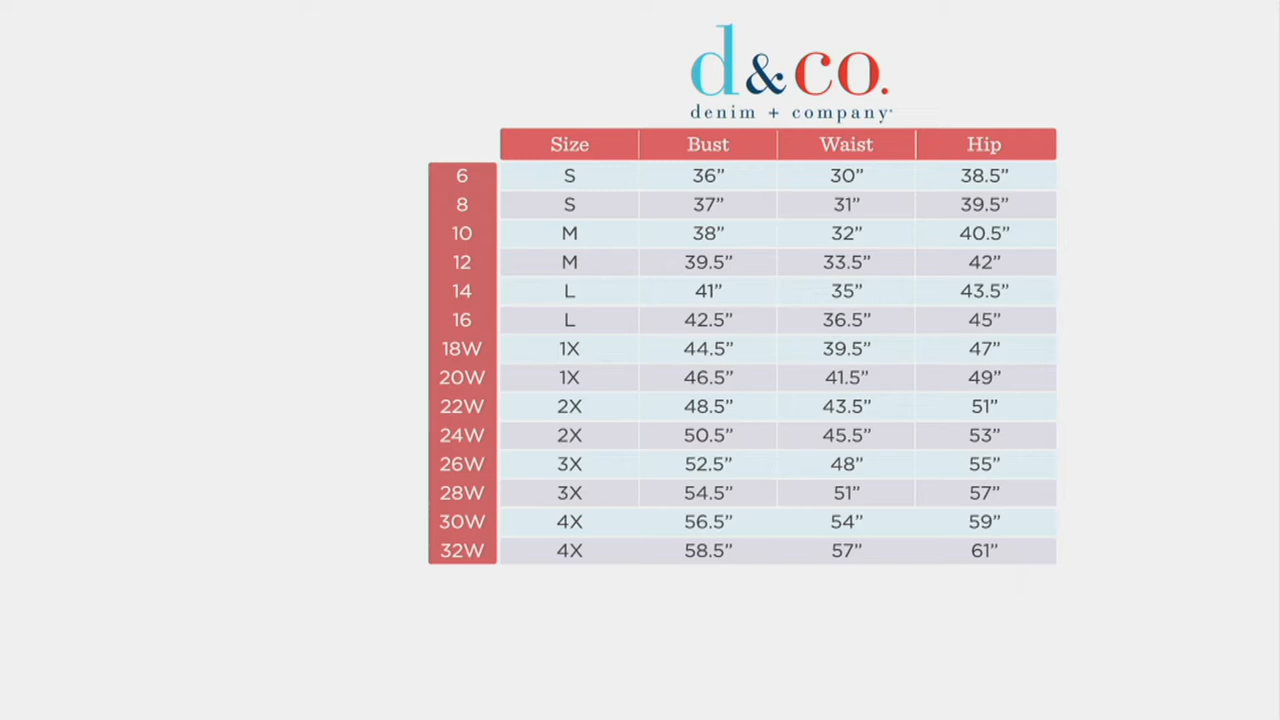 d&co.
denim + company
Size Bust Waist Hip
6 S 36” 30” 38.5”
8 S 37” 31” 39.5”
10 M 38” 32” 40.5”
12 M 39.5” 33.5” 42”
14 L 41” 35” 43.5”
16 L 42.5” 36.5” 45”
18W 1X 44.5” 39.5” 47”
20W 1X 46.5” 41.5” 49”
22W 2X 48.5” 43.5” 51”
24W 2X 50.5” 45.5” 53”
26W 3X 52.5” 48” 55”
28W 3X 54.5” 51” 57”
30W 4X 56.5” 54” 59”
32W 4X 58.5” 57” 61”